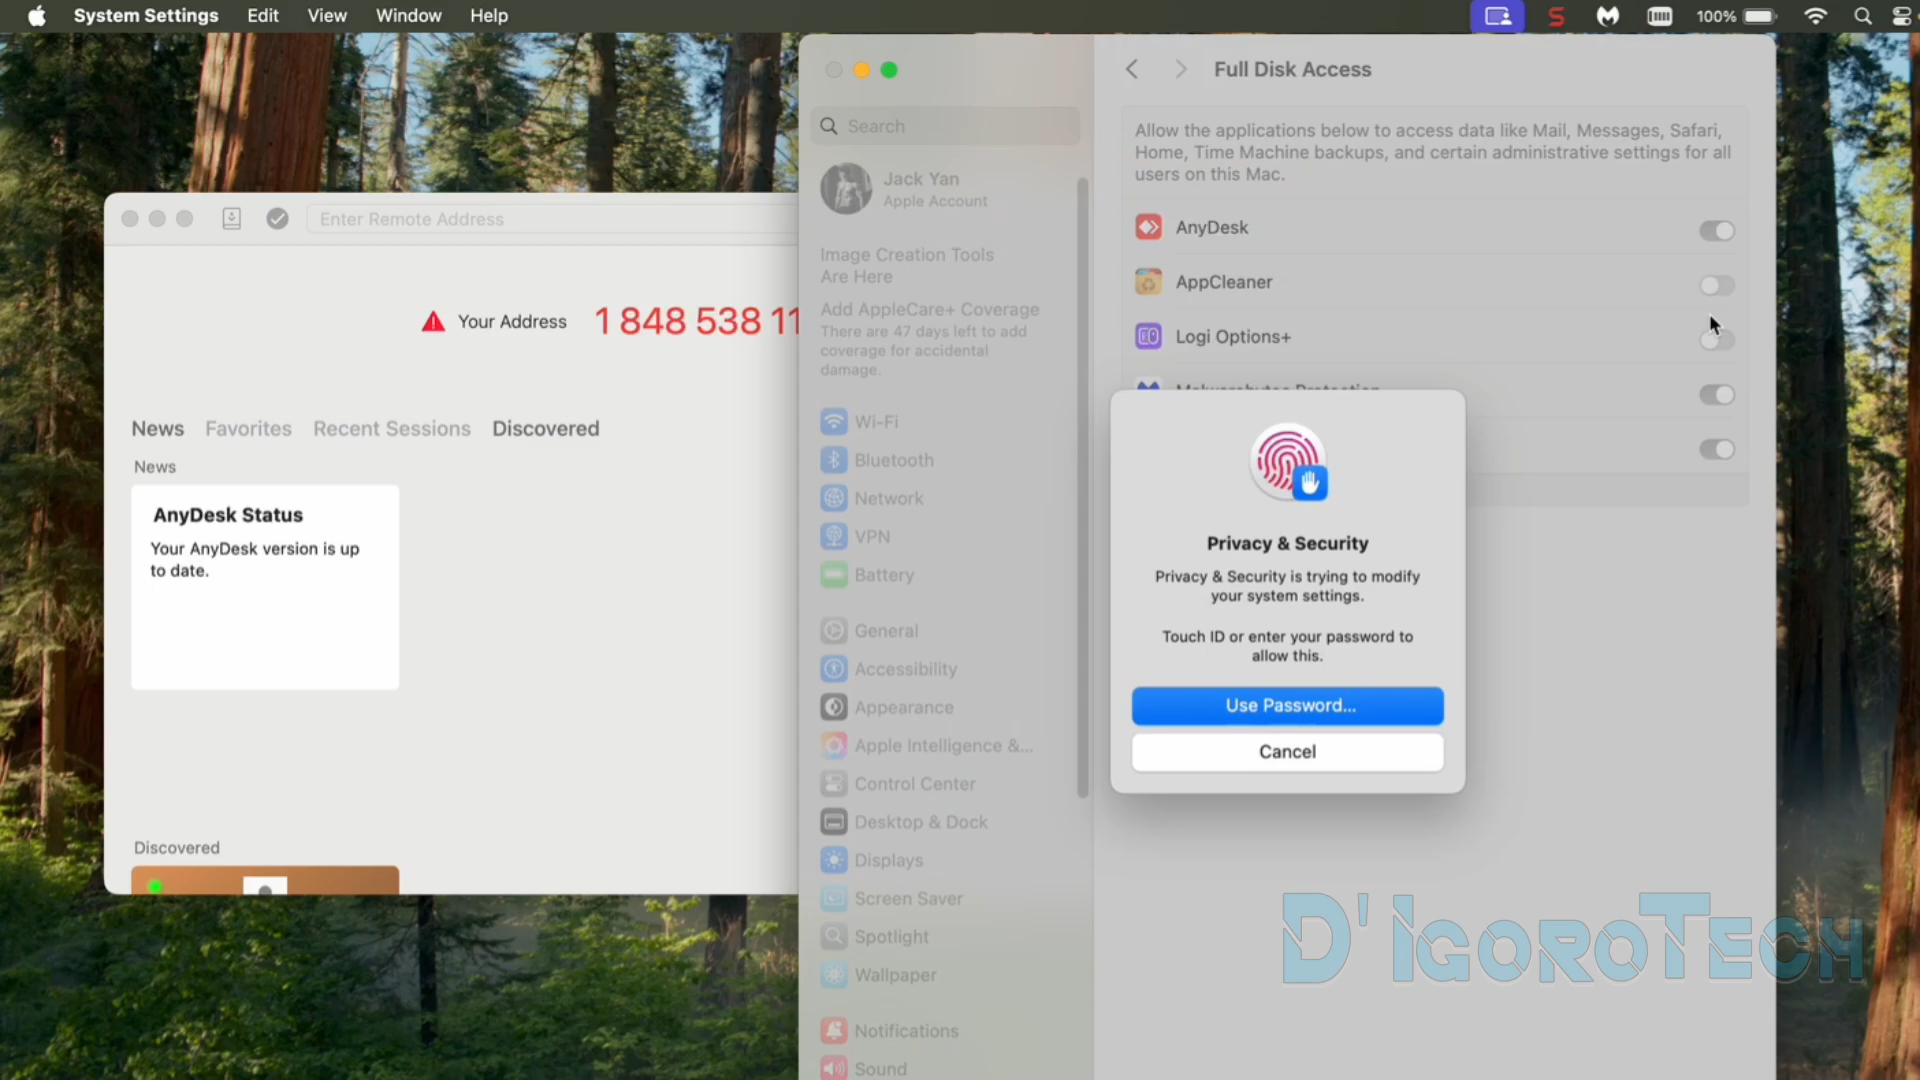 System Settings Edit View Window Help
100%
Enter Remote Address
Your Address 1 848 538 11
News Favorites Recent Sessions Discovered
News
AnyDesk Status
Your AnyDesk version is up
to date.
Discovered
Search
Jack Yan
Apple Account
Image Creation Tools
Are Here
Add AppleCare+ Coverage
There are 47 days left to add
coverage for accidental
damage.
Wi-Fi
Bluetooth
Network
VPN
Battery
General
Accessibility
Appearance
Apple Intelligence &...
Control Center
Desktop & Dock
Displays
Screen Saver
Spotlight
Wallpaper
Notifications
Sound
Full Disk Access
Allow the applications below to access data like Mail, Messages, Safari,
Home, Time Machine backups, and certain administrative settings for all
users on this Mac.
AnyDesk
AppCleaner
Logi Options+
Malwarebytes Protection
Privacy & Security
Privacy & Security is trying to modify
your system settings.
Touch ID or enter your password to
allow this.
Use Password...
Cancel
D'IGOROTECH